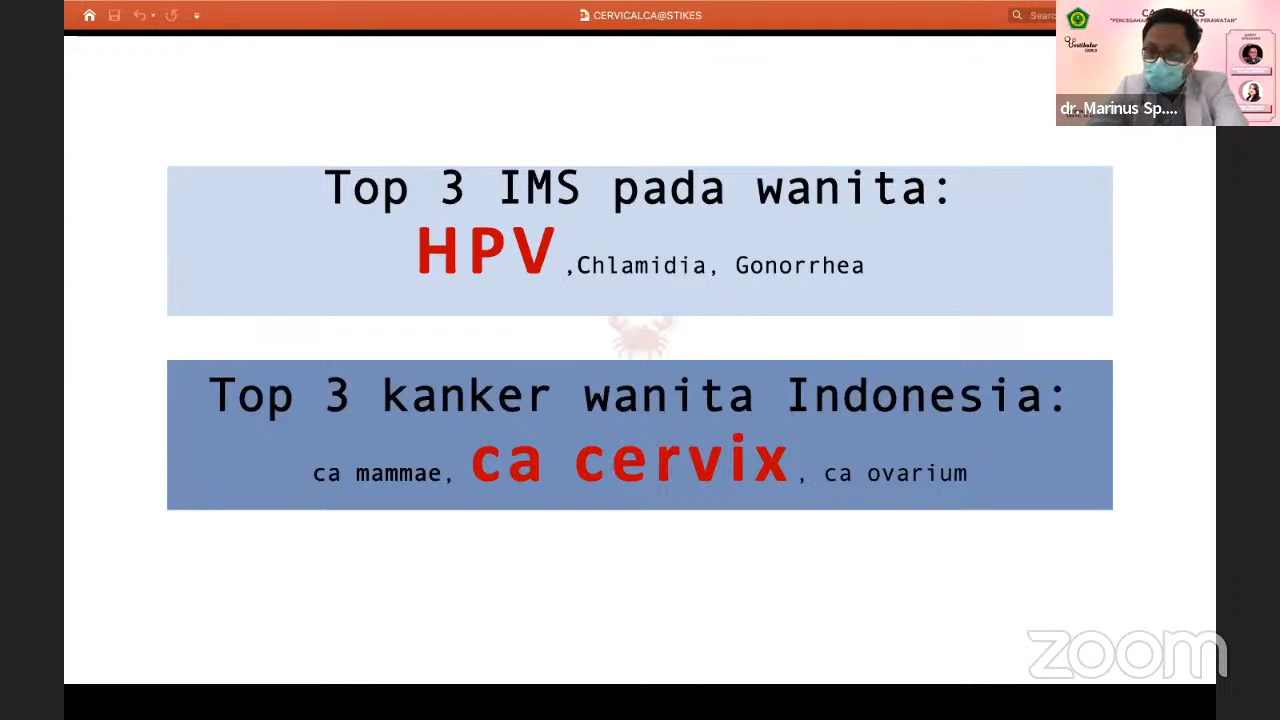 CERVICALCA@STIKES
Top 3 IMS pada wanita:
HPV ,Chlamidia, Gonorrhea
Top 3 kanker wanita Indonesia:
ca mammae, ca cervix, ca ovarium
dr. Marinus Sp....
zoom